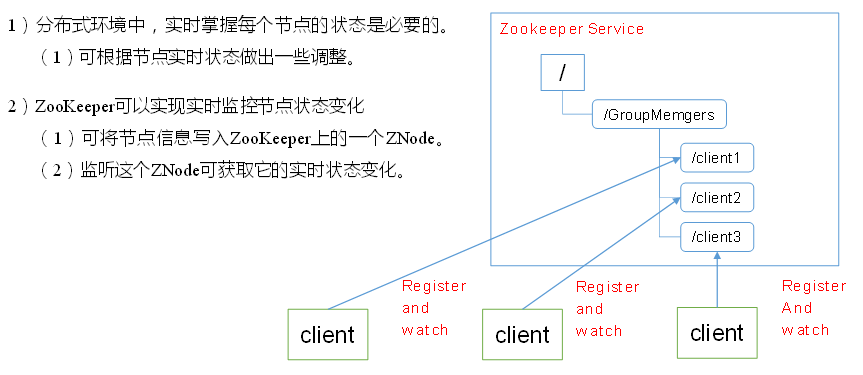 1）分布式环境中，实时掌握每个节点的状态是必要的。
（1）可根据节点实时状态做出一些调整。
2）ZooKeeper可以实现实时监控节点状态变化
（1）可将节点信息写入ZooKeeper上的一个ZNode。
（2）监听这个ZNode可获取它的实时状态变化。
Zookeeper Service
/
/GroupMemgers
/client1
/client2
/client3
Register
and
watch
Register
and
watch
Register
And
watch
client
client
client